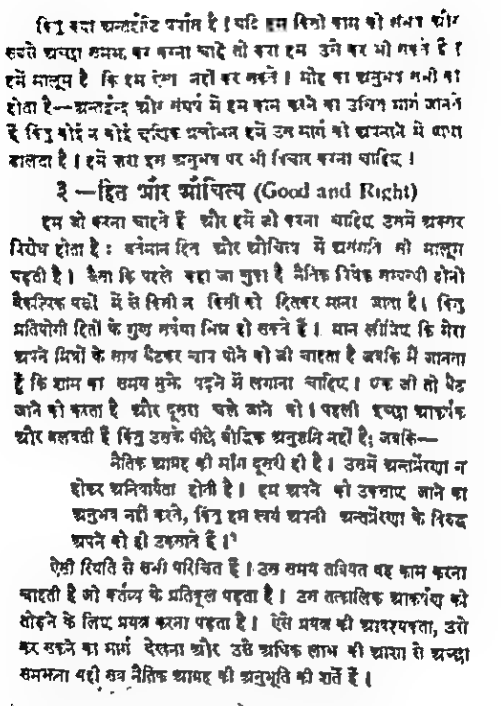 किंतु क्या अन्तर्दृष्टि पर्याप्त है। यदि हम किसी काम को संभव और
सबसे अच्छा समझ कर करना चाहें तो क्या हम उसे कर भी सकते हैं।
हमें मालूम है कि हम ऐसा नहीं कर सकते। मोह का अनुभव सभी को
होता है—अन्तर्द्वन्द्व और संघर्ष में हम काम करने का उचित मार्ग जानते
हैं किंतु कोई न कोई क्षणिक प्रलोभन हमें उस मार्ग को अपनाने में बाधा
डालता है। हमें जरा इस अनुभव पर भी विचार करना चाहिए।
३ —हित और औचित्य (Good and Right)
हम जो करना चाहते हैं और हमें जो करना चाहिए उसमें अक्सर
विरोध होता है: वर्तमान हित और औचित्य में असंगति सी मालूम
पड़ती है। जैसा कि पहले कहा जा चुका है नैतिक विवेक सम्बन्धी दोनों
वैकल्पिक पक्षों में से किसी न किसी को हितकर माना जाता है। किंतु
प्रतियोगी हितों के गुण सर्वथा भिन्न हो सकते हैं। मान लीजिए कि मेरा
अपने मित्रों के साथ बैठकर चाय पीने को जी चाहता है जबकि मैं जानता
हूँ कि शाम का समय मुझे पढ़ने में लगाना चाहिए। एक जी तो बैठ
जाने को करता है और दूसरा चले जाने को। पहली इच्छा आकर्षक
और बलवती है किंतु उसके पीछे बौद्धिक अनुमति नहीं है; जबकि—
नैतिक आग्रह की माँग दूसरी ही है। उसमें अन्तर्प्रेरणा न
होकर अनिवार्यता होती है। हम अपने को उकसाए जाने का
अनुभव नहीं करते, किंतु हम स्वयं अपनी अन्तर्प्रेरणा के विरुद्ध
अपने को ही उकसाते हैं।¹
ऐसी स्थिति से सभी परिचित हैं। उस समय तबियत वह काम करना
चाहती है जो कर्तव्य के प्रतिकूल पड़ता है। उस तत्कालिक आकर्षण को
तोड़ने के लिए प्रयत्न करना पड़ता है। ऐसे प्रयत्न की आवश्यकता, उसे
कर सकने का मार्ग देखना और उसे अधिक लाभ की आशा से अच्छा
समझना यही सब नैतिक आग्रह की अनुभूति की शर्तें हैं।